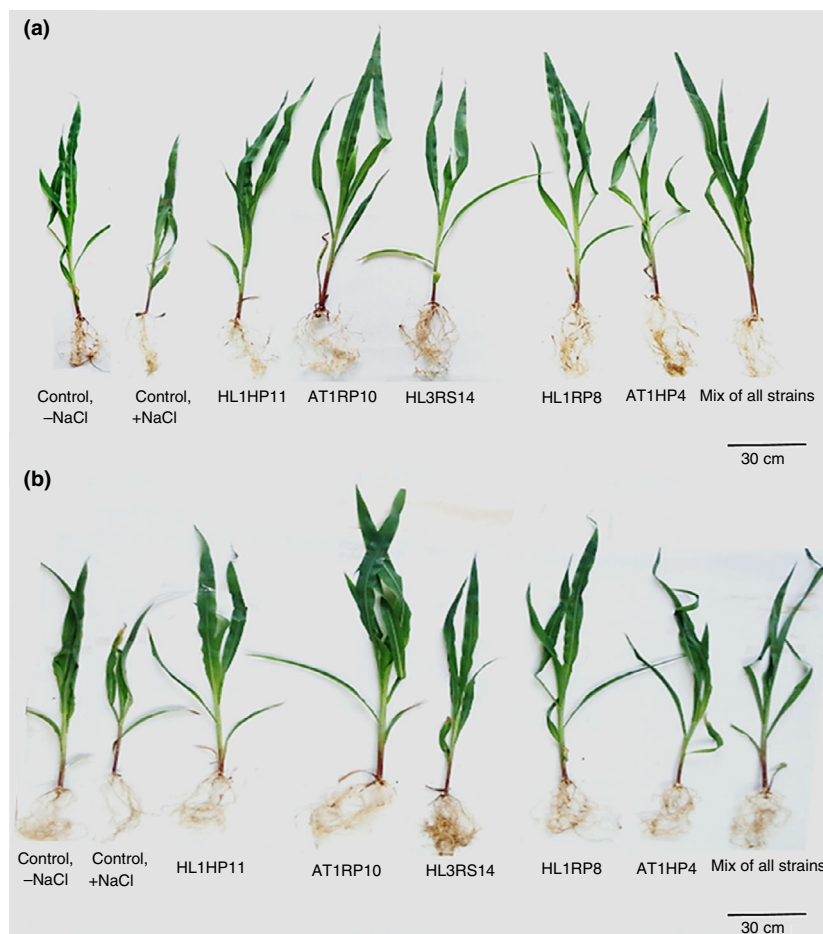 (a)
Control,
–NaCl
Control,
+NaCl
HL1HP11
AT1RP10
HL3RS14
HL1RP8
AT1HP4
Mix of all strains
30 cm
(b)
Control,
–NaCl
Control,
+NaCl
HL1HP11
AT1RP10
HL3RS14
HL1RP8
AT1HP4
Mix of all strains
30 cm